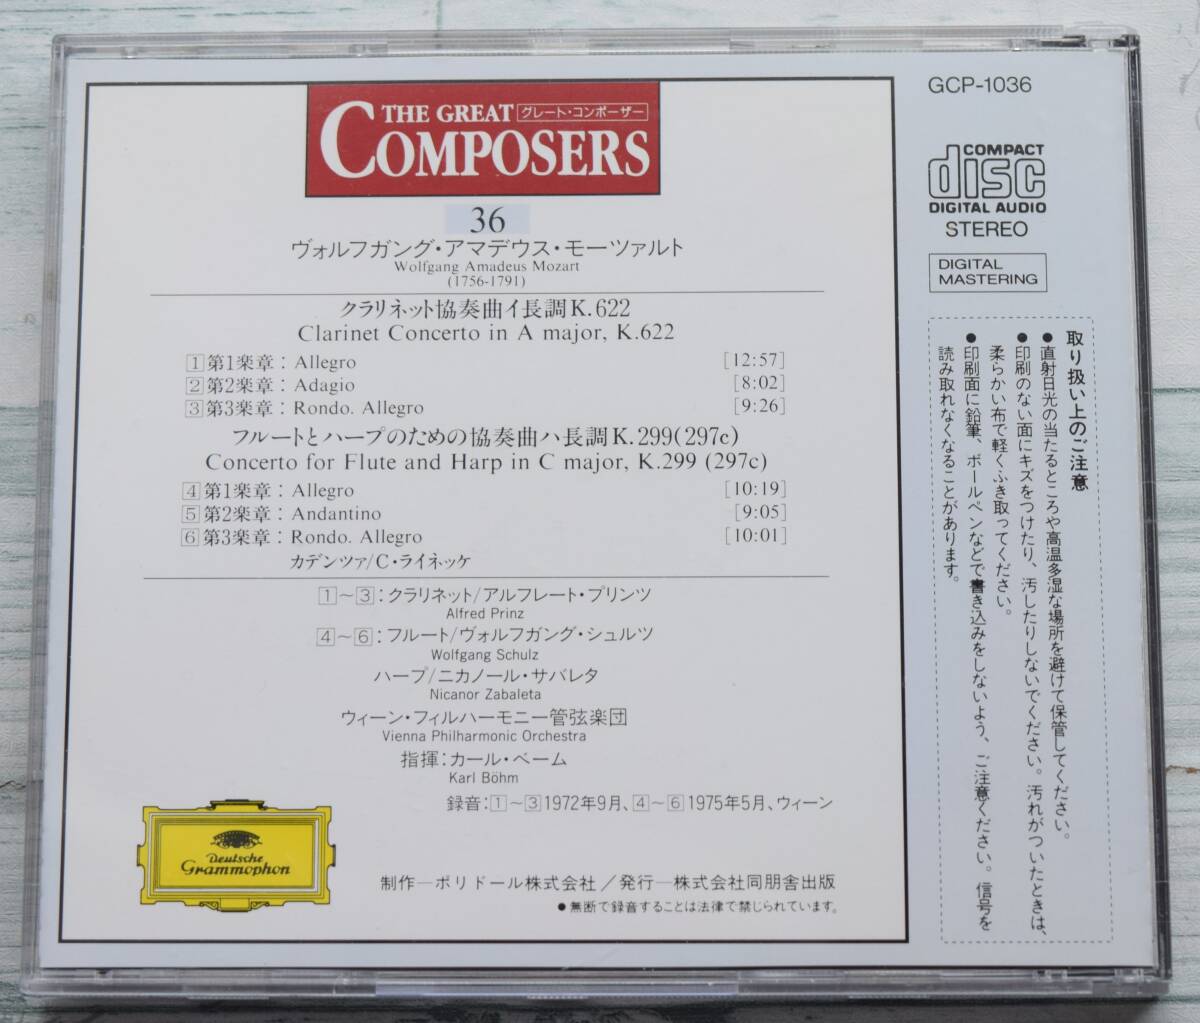 THE GREAT グレート・コンポーザー
COMPOSERS
36
ヴォルフガング・アマデウス・モーツァルト
Wolfgang Amadeus Mozart
(1756-1791)
クラリネット協奏曲イ長調K.622
Clarinet Concerto in A major, K.622
1 第1楽章: Allegro [12:57]
2 第2楽章: Adagio [8:02]
3 第3楽章: Rondo. Allegro [9:26]
フルートとハープのための協奏曲ハ長調K.299(297c)
Concerto for Flute and Harp in C major, K.299 (297c)
4 第1楽章: Allegro [10:19]
5 第2楽章: Andantino [9:05]
6 第3楽章: Rondo. Allegro [10:01]
カデンツァ/C・ライネッケ
1~3:クラリネット/アルフレート・プリンツ
Alfred Prinz
4~6:フルート/ヴォルフガング・シュルツ
Wolfgang Schulz
ハープ/ニカノール・サバレタ
Nicanor Zabaleta
ウィーン・フィルハーモニー管弦楽団
Vienna Philharmonic Orchestra
指揮:カール・ベーム
Karl Böhm
録音:1~3 1972年9月、4~6 1975年5月、ウィーン
Deutsche
Grammophon
制作—ポリドール株式会社/発行—株式会社同朋舎出版
●無断で録音することは法律で禁じられています。
GCP-1036
COMPACT
disc
DIGITAL AUDIO
STEREO
DIGITAL
MASTERING
取り扱い上のご注意
●直射日光の当たるところや高温多湿な場所を避けて保管してください。
●印刷のない面にキズをつけたり、汚したりしないでください。汚れがついたときは、
柔らかい布で軽くふき取ってください。
●印刷面に鉛筆、ボールペンなどで書き込みをしないよう、ご注意ください。信号を
読み取れなくなることがあります。